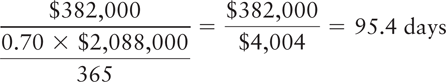 $382,000
0.70 × $2,088,000
365
= $382,000
$4,004
= 95.4 days